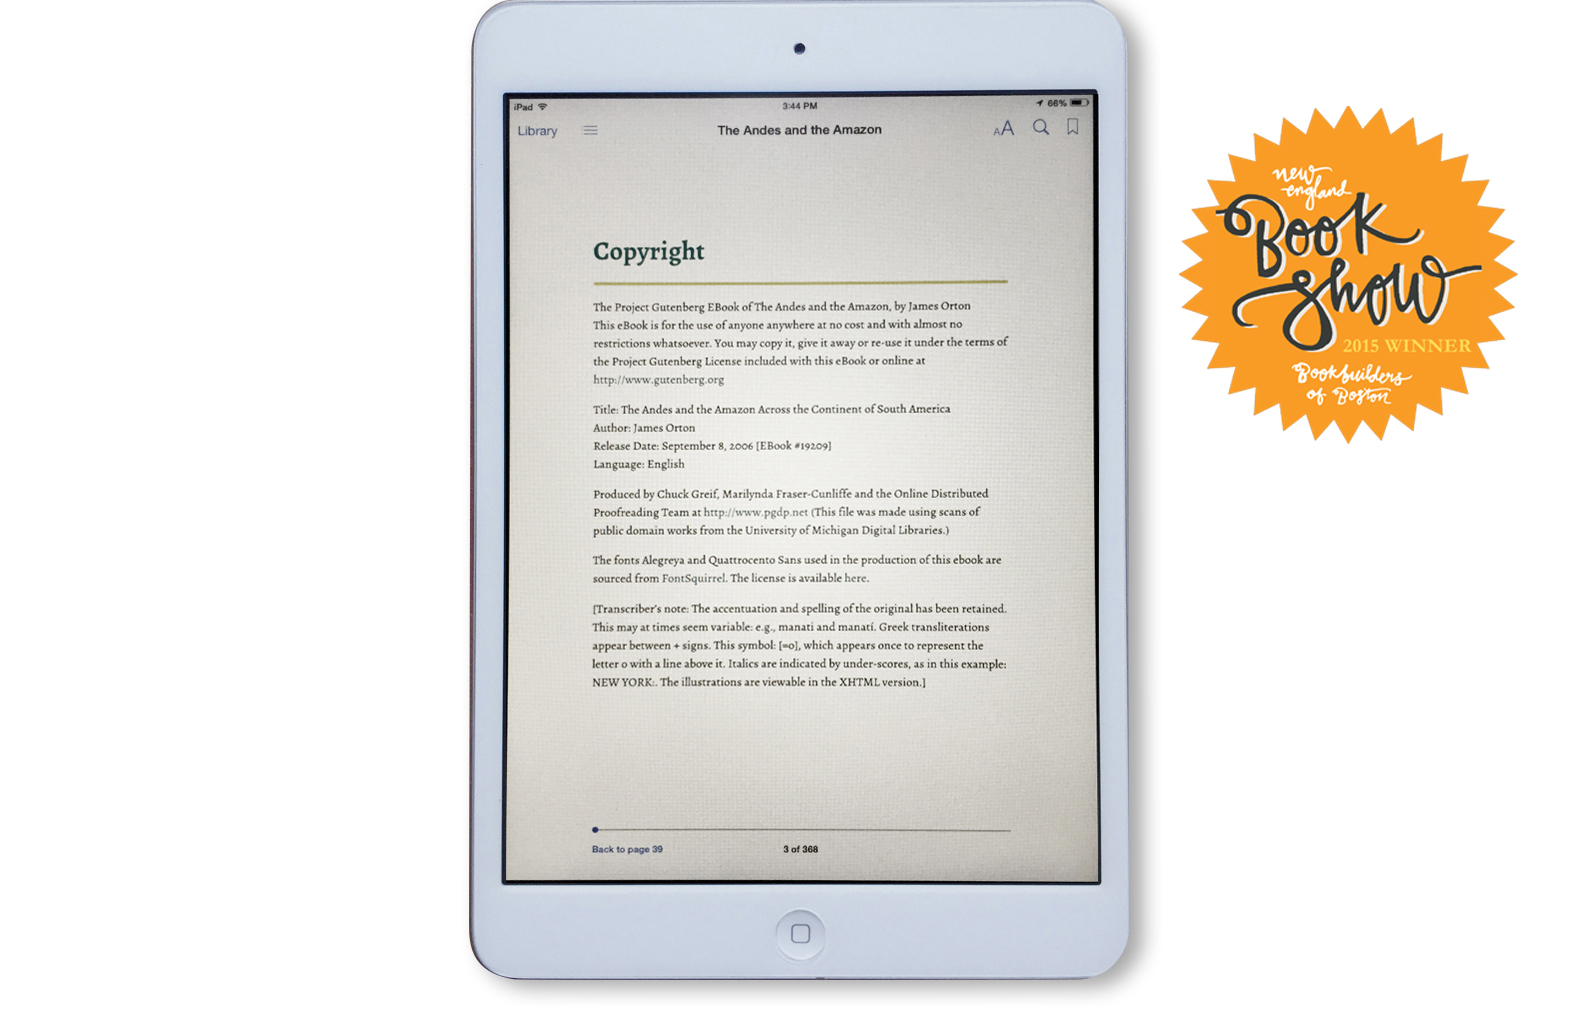 iPad 3:44 PM 66%
Library The Andes and the Amazon AA
Copyright
The Project Gutenberg EBook of The Andes and the Amazon, by James Orton
This eBook is for the use of anyone anywhere at no cost and with almost no
restrictions whatsoever. You may copy it, give it away or re-use it under the terms of
the Project Gutenberg License included with this eBook or online at
http://www.gutenberg.org
Title: The Andes and the Amazon Across the Continent of South America
Author: James Orton
Release Date: September 8, 2006 [EBook #19209]
Language: English
Produced by Chuck Greif, Marilynda Fraser-Cunliffe and the Online Distributed
Proofreading Team at http://www.pgdp.net (This file was made using scans of
public domain works from the University of Michigan Digital Libraries.)
The fonts Alegreya and Quattrocento Sans used in the production of this ebook are
sourced from FontSquirrel. The license is available here.
[Transcriber's note: The accentuation and spelling of the original has been retained.
This may at times seem variable: e.g., manati and manatí. Greek transliterations
appear between + signs. This symbol: [=o], which appears once to represent the
letter o with a line above it. Italics are indicated by under-scores, as in this example:
NEW YORK:. The illustrations are viewable in the XHTML version.]
Back to page 39 3 of 368
new
england
Book
Show
2015 WINNER
Bookbuilders
of Boston